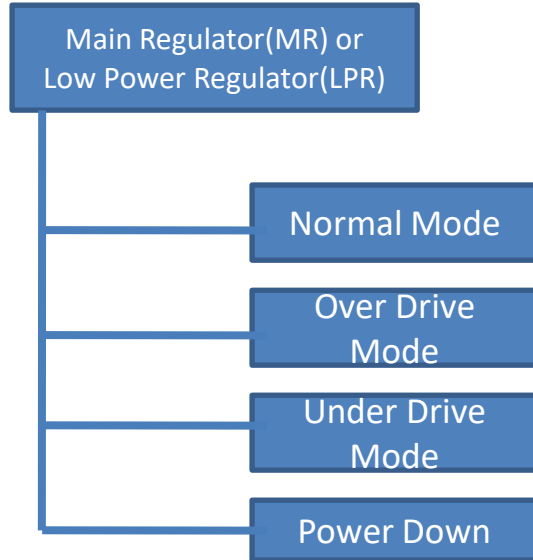 Main Regulator(MR) or
Low Power Regulator(LPR)
Normal Mode
Over Drive
Mode
Under Drive
Mode
Power Down